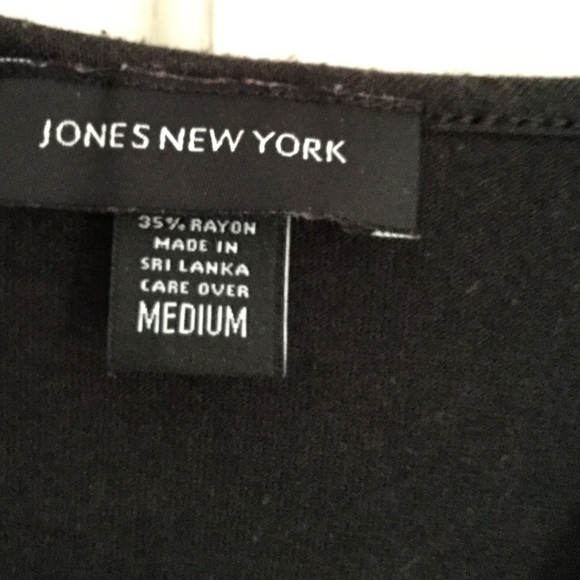 JONES NEW YORK
35% RAYON
MADE IN
SRI LANKA
CARE OVER
MEDIUM